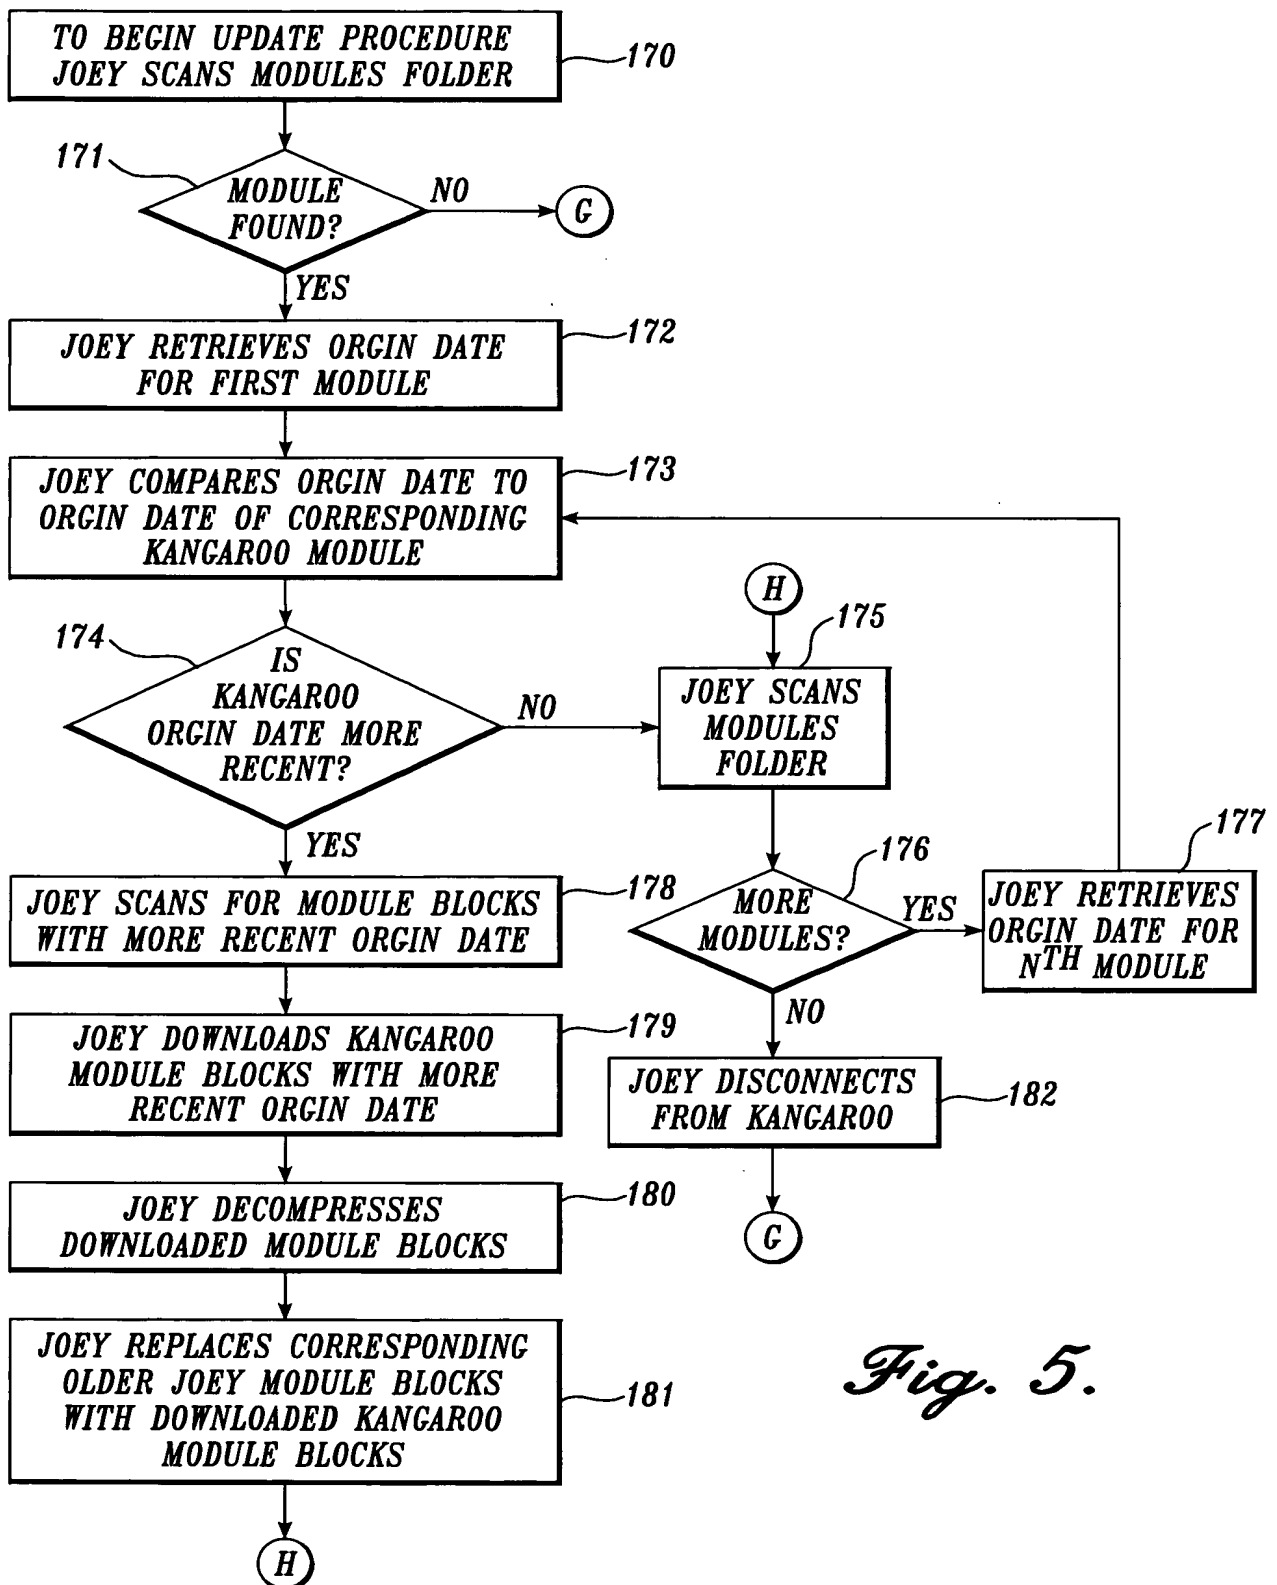 TO BEGIN UPDATE PROCEDURE
JOEY SCANS MODULES FOLDER
170
171
MODULE
FOUND?
NO
G
YES
JOEY RETRIEVES ORGIN DATE
FOR FIRST MODULE
172
JOEY COMPARES ORGIN DATE TO
ORGIN DATE OF CORRESPONDING
KANGAROO MODULE
173
174
IS
KANGAROO
ORGIN DATE MORE
RECENT?
NO
YES
H
175
JOEY SCANS
MODULES
FOLDER
176
MORE
MODULES?
YES
177
JOEY RETRIEVES
ORGIN DATE FOR
NTH MODULE
NO
JOEY DISCONNECTS
FROM KANGAROO
182
G
JOEY SCANS FOR MODULE BLOCKS
WITH MORE RECENT ORGIN DATE
178
JOEY DOWNLOADS KANGAROO
MODULE BLOCKS WITH MORE
RECENT ORGIN DATE
179
JOEY DECOMPRESSES
DOWNLOADED MODULE BLOCKS
180
JOEY REPLACES CORRESPONDING
OLDER JOEY MODULE BLOCKS
WITH DOWNLOADED KANGAROO
MODULE BLOCKS
181
H
Fig. 5.